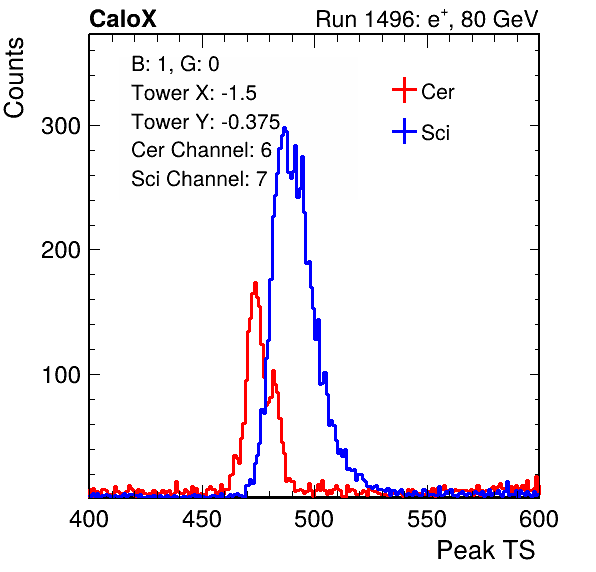 CaloX Run 1496: e⁺, 80 GeV
Counts
B: 1, G: 0
Tower X: -1.5
Tower Y: -0.375
Cer Channel: 6
Sci Channel: 7
Cer
Sci
300
200
100
400 450 500 550 600
Peak TS